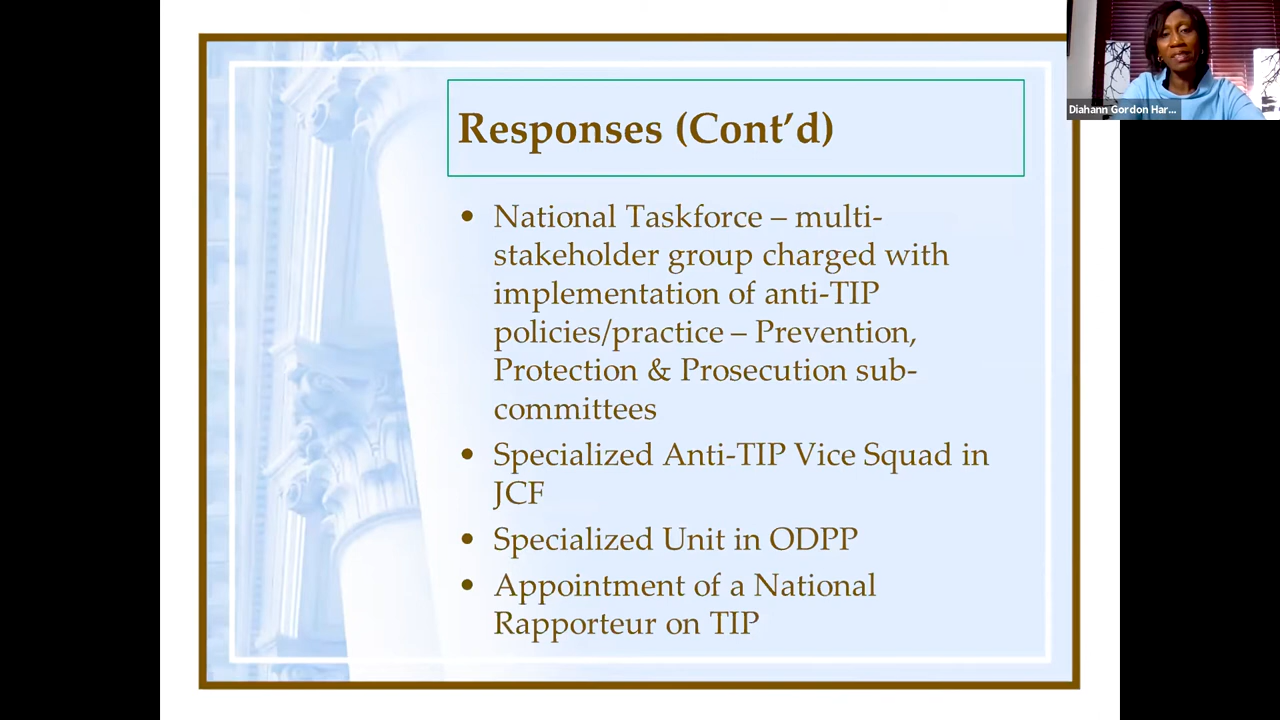 Responses (Cont’d)
• National Taskforce – multi-
stakeholder group charged with
implementation of anti-TIP
policies/practice – Prevention,
Protection & Prosecution sub-
committees
• Specialized Anti-TIP Vice Squad in
JCF
• Specialized Unit in ODPP
• Appointment of a National
Rapporteur on TIP
Diahann Gordon Har...